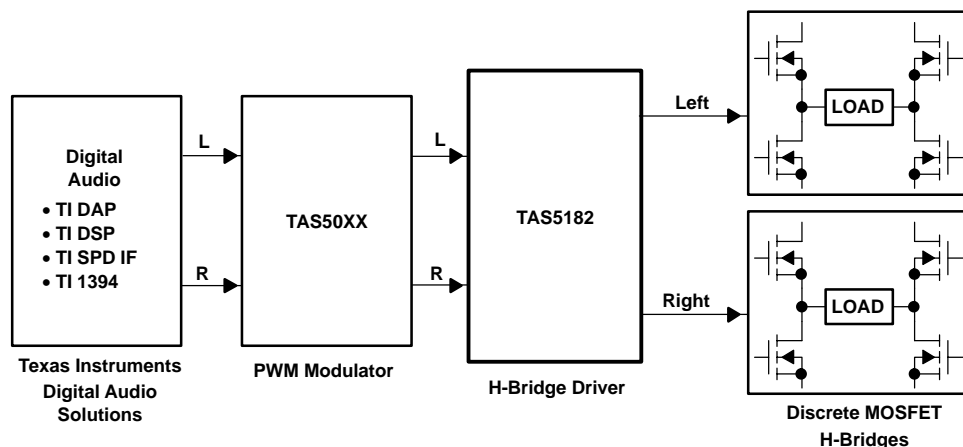 Digital
Audio
• TI DAP
• TI DSP
• TI SPD IF
• TI 1394
Texas Instruments
Digital Audio
Solutions
L
R
TAS50XX
PWM Modulator
L
R
TAS5182
H-Bridge Driver
Left
Right
LOAD
LOAD
Discrete MOSFET
H-Bridges